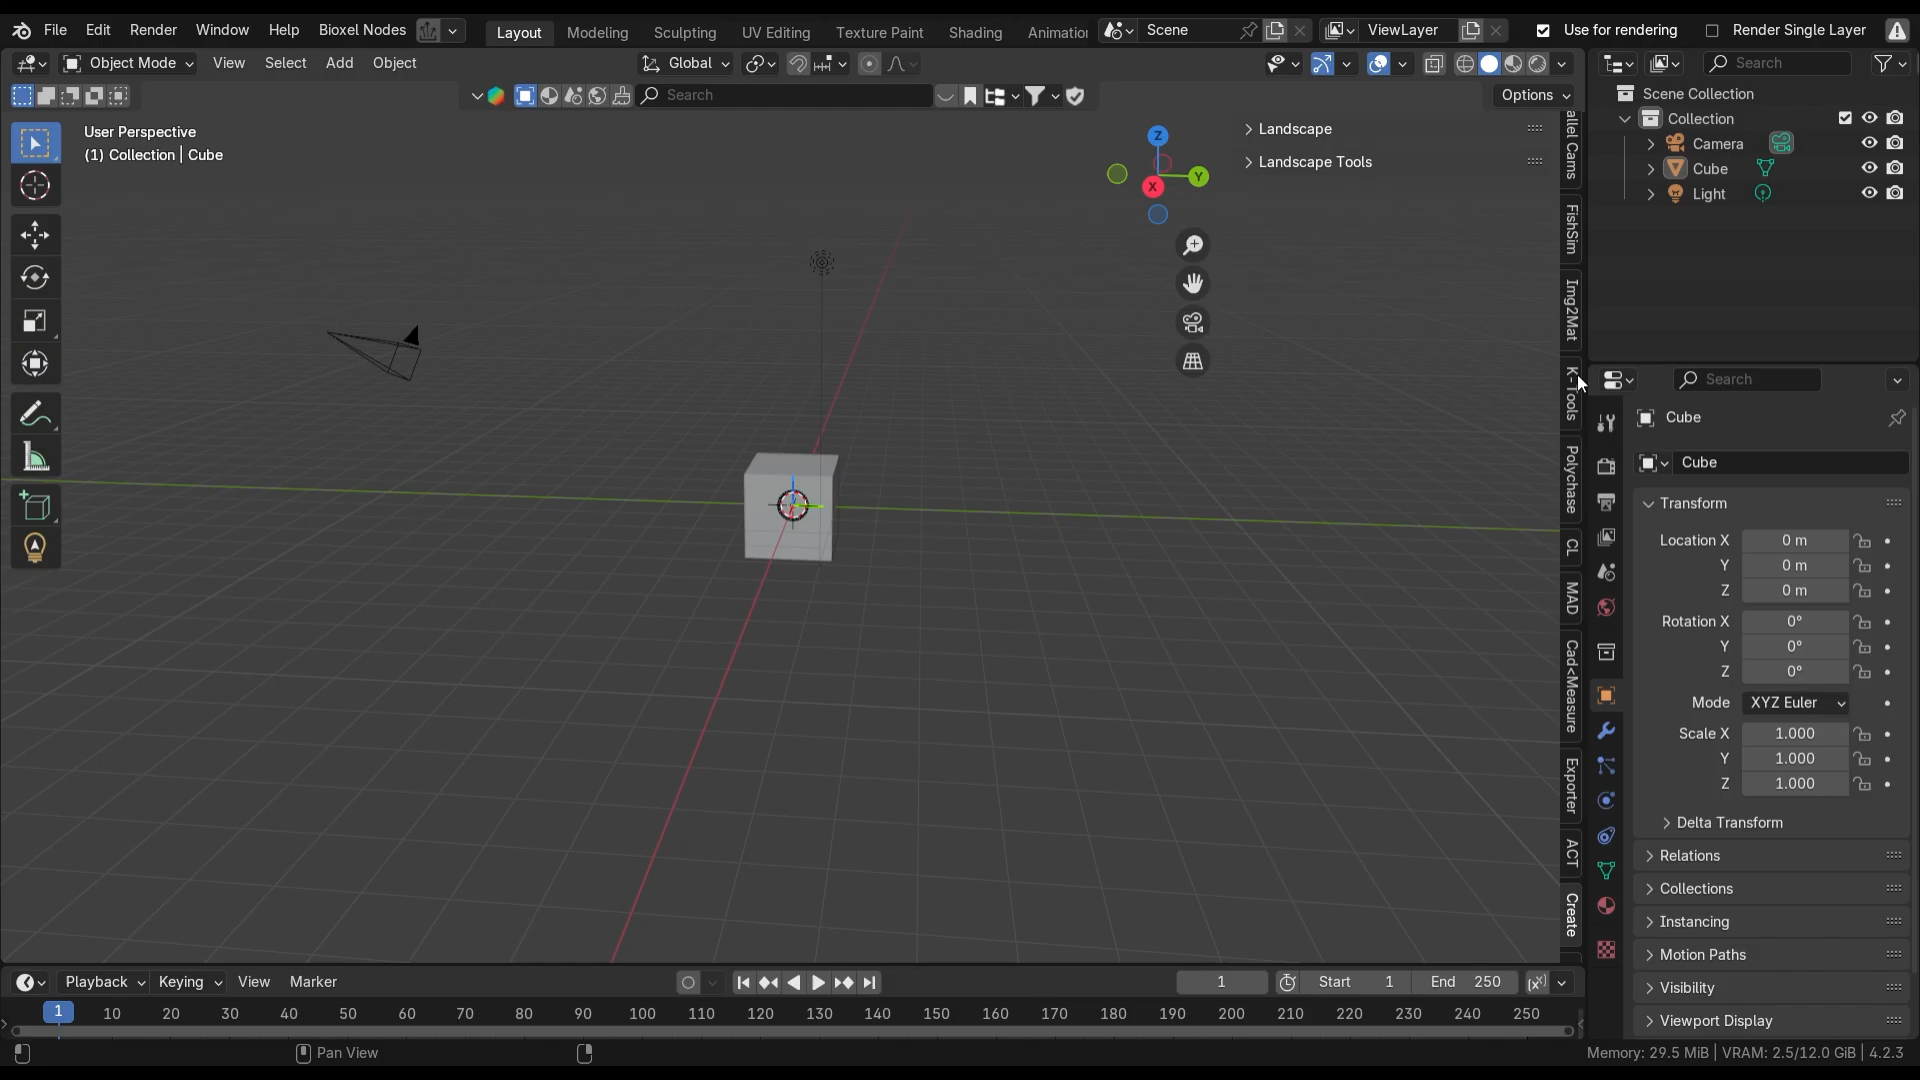 File Edit Render Window Help Bioxel Nodes Layout Modeling Sculpting UV Editing Texture Paint Shading Scene ViewLayer Use for rendering Render Single Layer
Object Mode View Select Add Object Global Search
Search Options
Scene Collection
Collection
Camera
Cube
Light
User Perspective
(1) Collection | Cube
Z
Y
X
Landscape
Landscape Tools
allel Cams
FishSim
Img2Mat
K-Tools
Polychase
CL
MAD
Cad<Measure
Exporter
ACT
Create
Search
Cube
Cube
Transform
Location X 0 m
Y 0 m
Z 0 m
Rotation X 0°
Y 0°
Z 0°
Mode XYZ Euler
Scale X 1.000
Y 1.000
Z 1.000
Delta Transform
Relations
Collections
Instancing
Motion Paths
Visibility
Viewport Display
Playback Keying View Marker 1 Start 1 End 250
1 10 20 30 40 50 60 70 80 90 100 110 120 130 140 150 160 170 180 190 200 210 220 230 240 250
Pan View
Memory: 29.5 MiB | VRAM: 2.5/12.0 GiB | 4.2.3